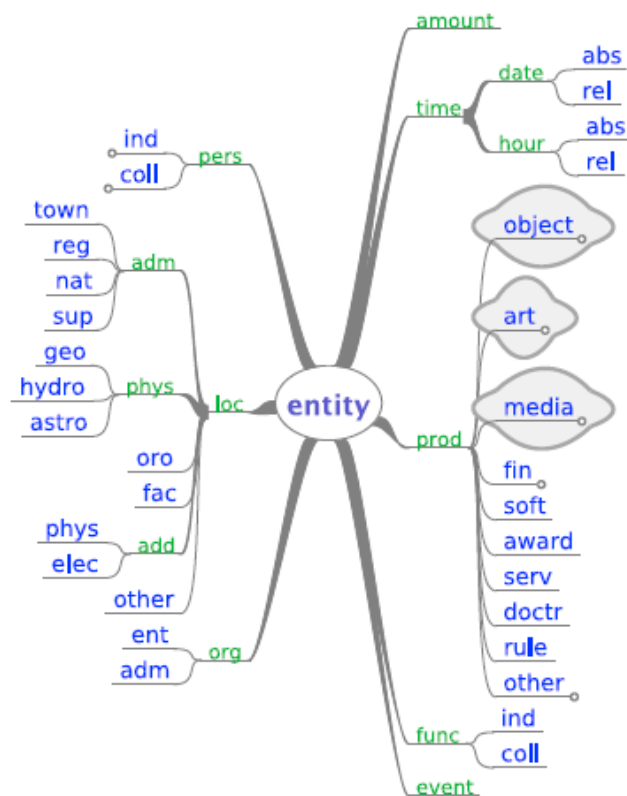 amount
time
date
abs
rel
hour
abs
rel
pers
ind
coll
loc
adm
town
reg
nat
sup
phys
geo
hydro
astro
oro
fac
add
phys
elec
other
org
ent
adm
entity
prod
object
art
media
fin
soft
award
serv
doctr
rule
other
func
ind
coll
event